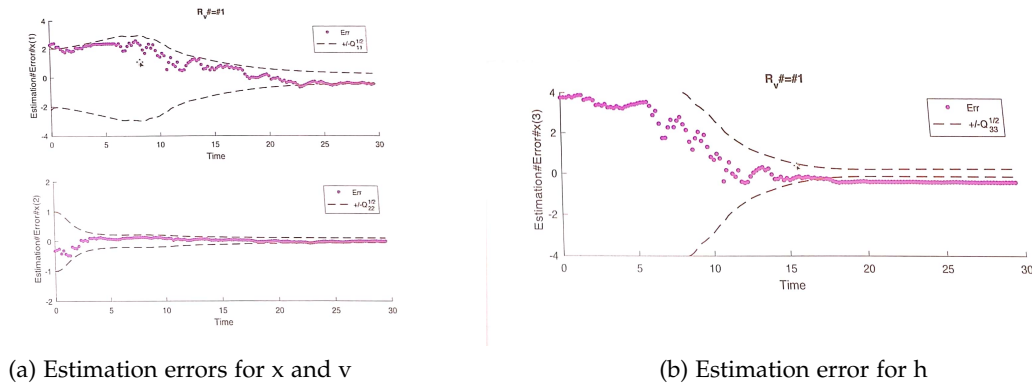 R_v#=#1
Estimation#Error#x(1)
4
2
0
-2
-4
Err
+/-Q_11^1/2
0 5 10 15 20 25 30
Time
Estimation#Error#x(2)
2
1
0
-1
-2
Err
+/-Q_22^1/2
0 5 10 15 20 25 30
Time
(a) Estimation errors for x and v
R_v#=#1
Estimation#Error#x(3)
4
2
0
-2
-4
Err
+/-Q_33^1/2
0 5 10 15 20 25 30
Time
(b) Estimation error for h